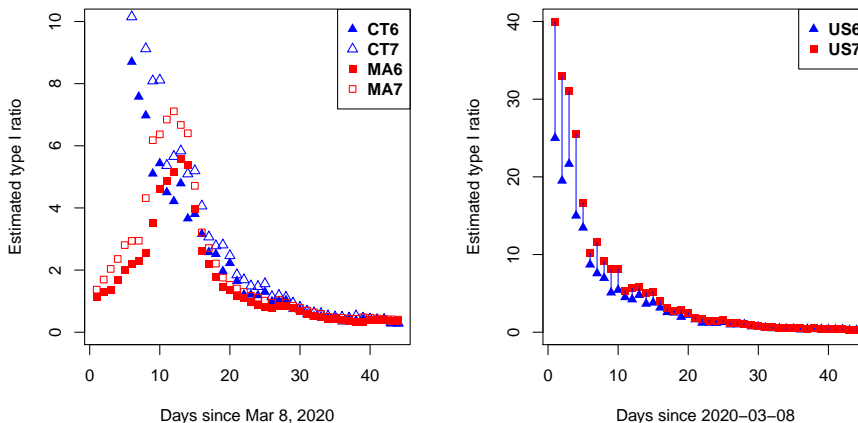 Estimated type I ratio
10
8
6
4
2
0
CT6
CT7
MA6
MA7
0 10 20 30 40
Days since Mar 8, 2020
Estimated type I ratio
40
30
20
10
0
US6
US7
0 10 20 30 40
Days since 2020−03−08